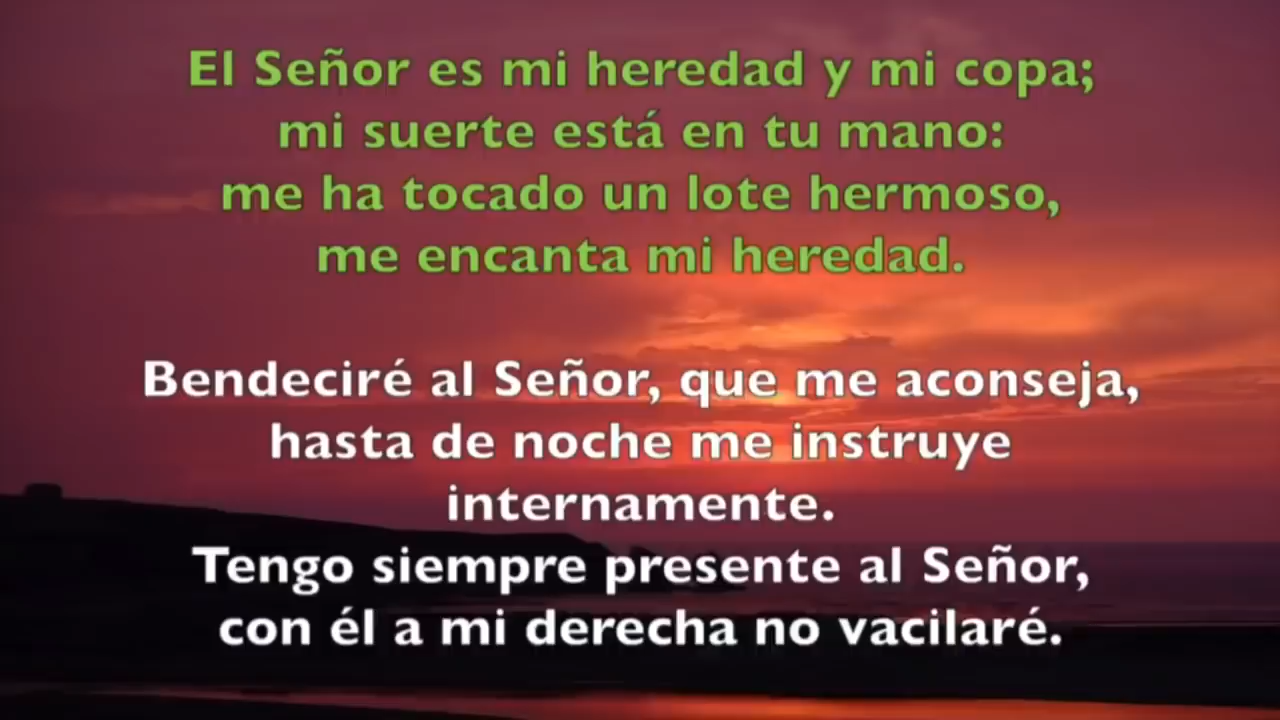 El Señor es mi heredad y mi copa;
mi suerte está en tu mano:
me ha tocado un lote hermoso,
me encanta mi heredad.
Bendeciré al Señor, que me aconseja,
hasta de noche me instruye
internamente.
Tengo siempre presente al Señor,
con él a mi derecha no vacilaré.